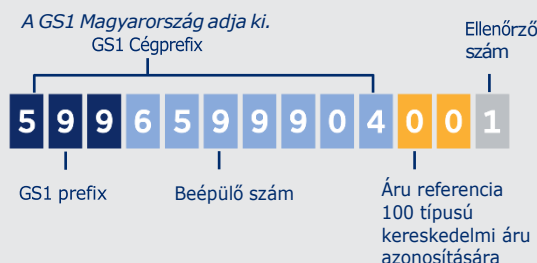 A GS1 Magyarország adja ki.
GS1 Cégprefix
Ellenőrző
szám
5 9 9 6 5 9 9 9 0 4 0 0 1
GS1 prefix
Beépülő szám
Áru referencia
100 típusú
kereskedelmi áru
azonosítására